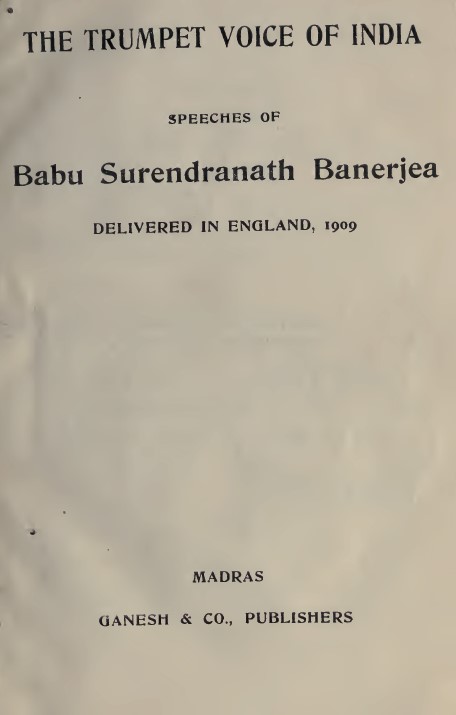 THE TRUMPET VOICE OF INDIA
SPEECHES OF
Babu Surendranath Banerjea
DELIVERED IN ENGLAND, 1909
MADRAS
GANESH & CO., PUBLISHERS